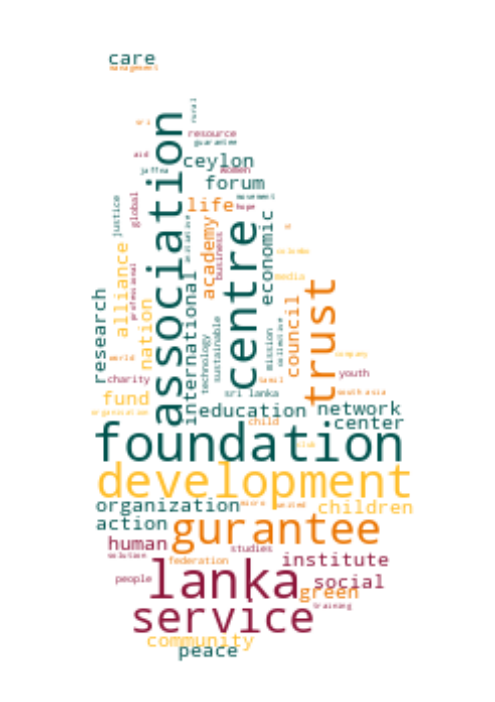 care
management
rural
sri
resource
guarantee
aid
ceylon
jaffna
women
forum
movement
justice
global
life
hope
association
initiative
academy
business
centre
economic
alliance
professional
international
colombo
media
research
nation
technology
sustainable
mission
collective
council
trust
world
company
charity
tamil
youth
sri lanka
south asia
fund
organisation
education
network
child
center
foundation
development
organization
micro
united
children
action
gurantee
human
studies
solution
federation
institute
people
lanka
social
green
training
service
community
peace